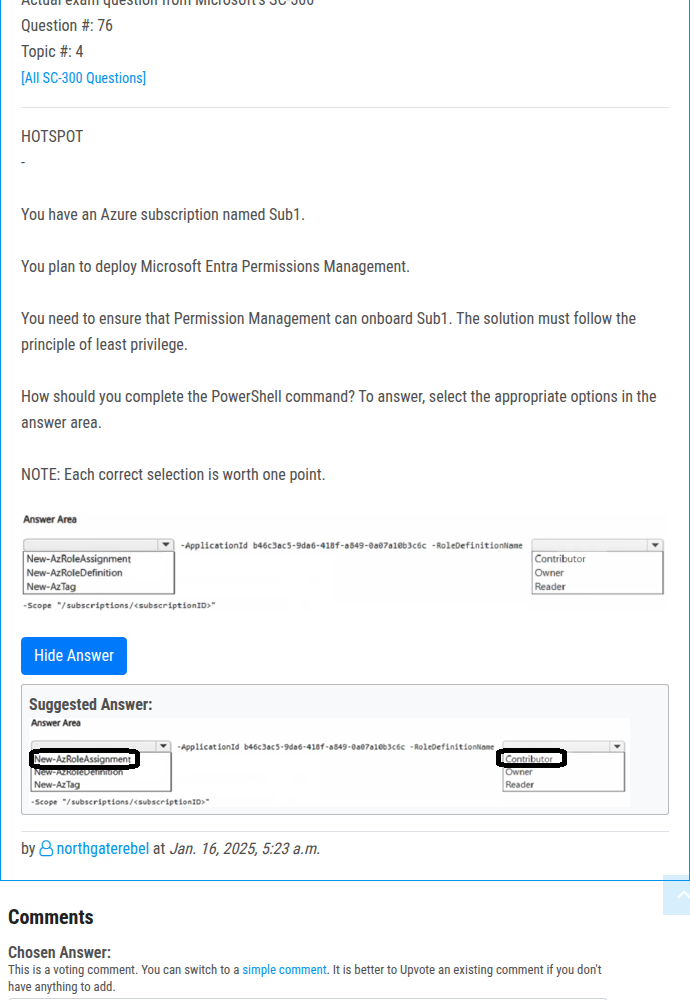 Actual exam question from Microsoft's SC-300
Question #: 76
Topic #: 4
[All SC-300 Questions]
HOTSPOT
-
You have an Azure subscription named Sub1.
You plan to deploy Microsoft Entra Permissions Management.
You need to ensure that Permission Management can onboard Sub1. The solution must follow the
principle of least privilege.
How should you complete the PowerShell command? To answer, select the appropriate options in the
answer area.
NOTE: Each correct selection is worth one point.
Answer Area
-ApplicationId b46c3ac5-9da6-418f-a849-0a07a10b3c6c -RoleDefinitionName
New-AzRoleAssignment Contributor
New-AzRoleDefinition Owner
New-AzTag Reader
-Scope "/subscriptions/<subscriptionID>"
Hide Answer
Suggested Answer:
Answer Area
-ApplicationId b46c3ac5-9da6-418f-a849-0a07a10b3c6c -RoleDefinitionName
New-AzRoleAssignment Contributor
New-AzRoleDefinition Owner
New-AzTag Reader
-Scope "/subscriptions/<subscriptionID>"
by northgaterebel at Jan. 16, 2025, 5:23 a.m.
Comments
Chosen Answer:
This is a voting comment. You can switch to a simple comment. It is better to Upvote an existing comment if you don't
have anything to add.